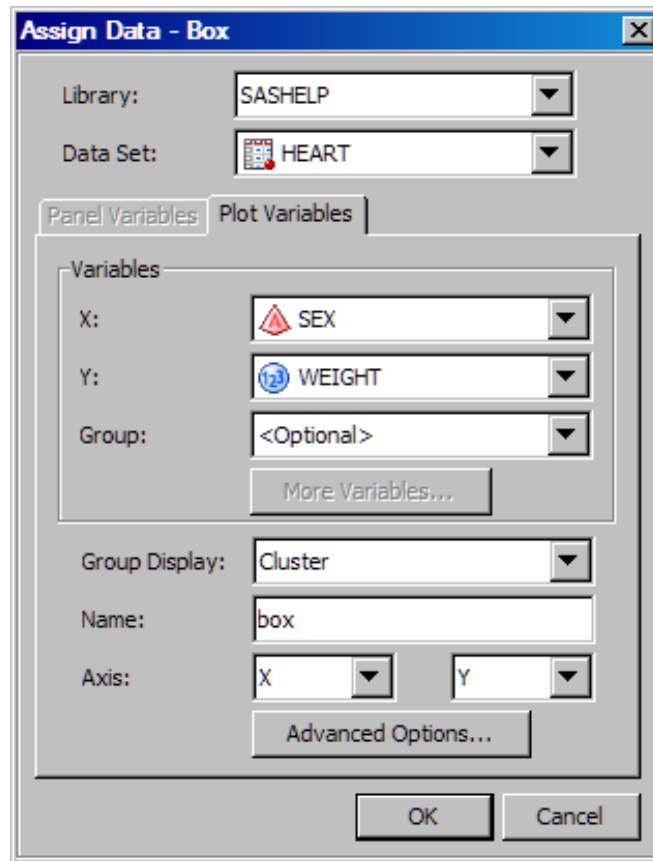 Assign Data - Box
Library: SASHELP
Data Set: HEART
Panel Variables Plot Variables
Variables
X: A SEX
Y: 123 WEIGHT
Group: <Optional>
More Variables...
Group Display: Cluster
Name: box
Axis: X Y
Advanced Options...
OK Cancel